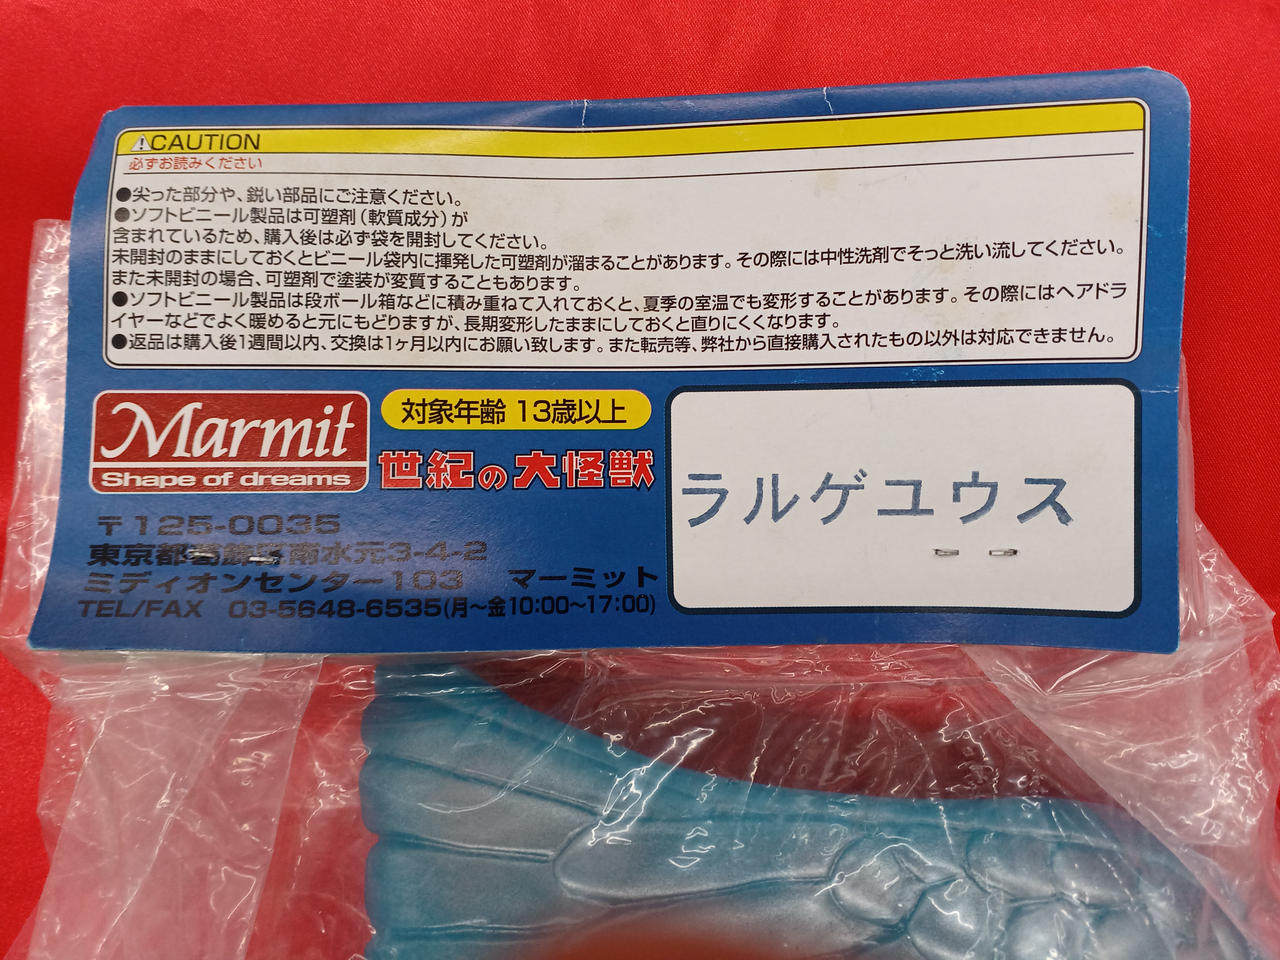 ⚠CAUTION
必ずお読みください
●尖った部分や、鋭い部品にご注意ください。
●ソフトビニール製品は可塑剤（軟質成分）が
含まれているため、購入後は必ず袋を開封してください。
未開封のままにしておくとビニール袋内に揮発した可塑剤が溜まることがあります。その際には中性洗剤でそっと洗い流してください。
また未開封の場合、可塑剤で塗装が変質することもあります。
●ソフトビニール製品は段ボール箱などに積み重ねて入れておくと、夏季の室温でも変形することがあります。その際にはヘアドラ
イヤーなどでよく暖めると元にもどりますが、長期変形したままにしておくと直りにくくなります。
●返品は購入後1週間以内、交換は1ヶ月以内にお願い致します。また転売等、弊社から直接購入されたもの以外は対応できません。
Marmit
Shape of dreams
対象年齢 13歳以上
世紀の大怪獣
ラルゲユウス
〒125-0035
東京都葛飾区南水元3-4-2
ミディオンセンター103 マーミット
TEL/FAX 03-5648-6535(月～金10:00～17:00)